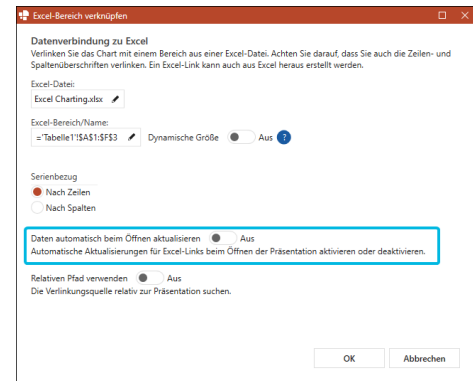 Excel-Bereich verknüpfen
Datenverbindung zu Excel
Verlinken Sie das Chart mit einem Bereich aus einer Excel-Datei. Achten Sie darauf, dass Sie auch die Zeilen- und
Spaltenüberschriften verlinken. Ein Excel-Link kann auch aus Excel heraus erstellt werden.
Excel-Datei:
Excel Charting.xlsx
Excel-Bereich/Name:
='Tabelle1'!$A$1:$F$3 Dynamische Größe Aus ?
Serienbezug
Nach Zeilen
Nach Spalten
Daten automatisch beim Öffnen aktualisieren Aus
Automatische Aktualisierungen für Excel-Links beim Öffnen der Präsentation aktivieren oder deaktivieren.
Relativen Pfad verwenden Aus
Die Verlinkungsquelle relativ zur Präsentation suchen.
OK Abbrechen